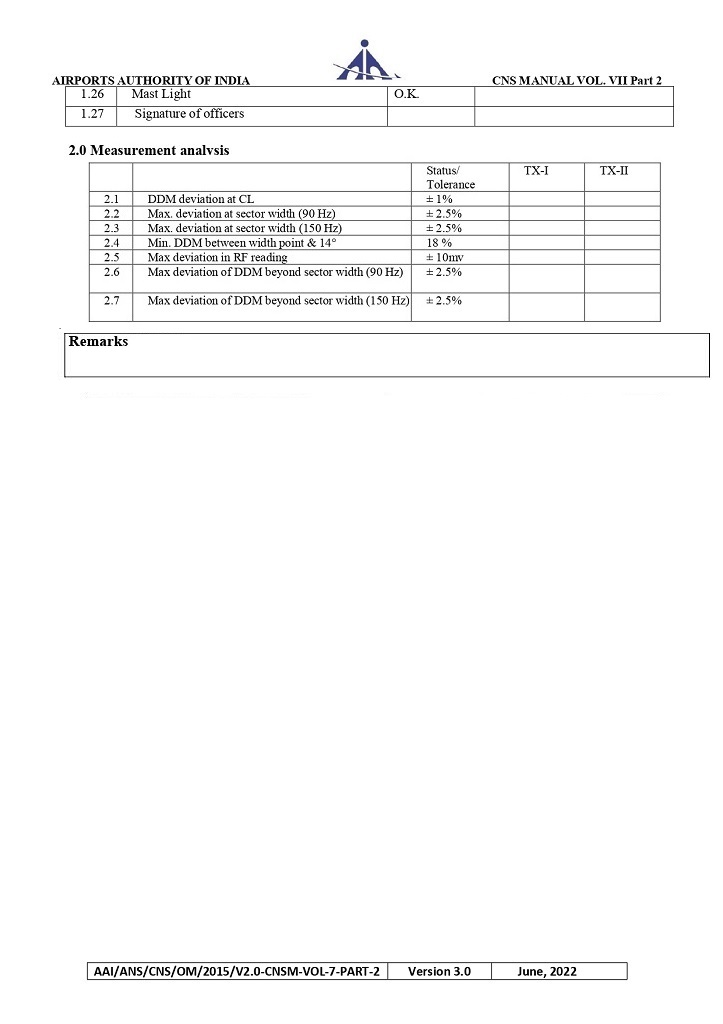 AIRPORTS AUTHORITY OF INDIA CNS MANUAL VOL. VII Part 2
1.26 Mast Light O.K.
1.27 Signature of officers
2.0 Measurement analysis
Status/ TX-I TX-II
Tolerance
2.1 DDM deviation at CL ± 1%
2.2 Max. deviation at sector width (90 Hz) ± 2.5%
2.3 Max. deviation at sector width (150 Hz) ± 2.5%
2.4 Min. DDM between width point & 14° 18 %
2.5 Max deviation in RF reading ± 10mv
2.6 Max deviation of DDM beyond sector width (90 Hz) ± 2.5%
2.7 Max deviation of DDM beyond sector width (150 Hz) ± 2.5%
Remarks
AAI/ANS/CNS/OM/2015/V2.0-CNSM-VOL-7-PART-2 Version 3.0 June, 2022